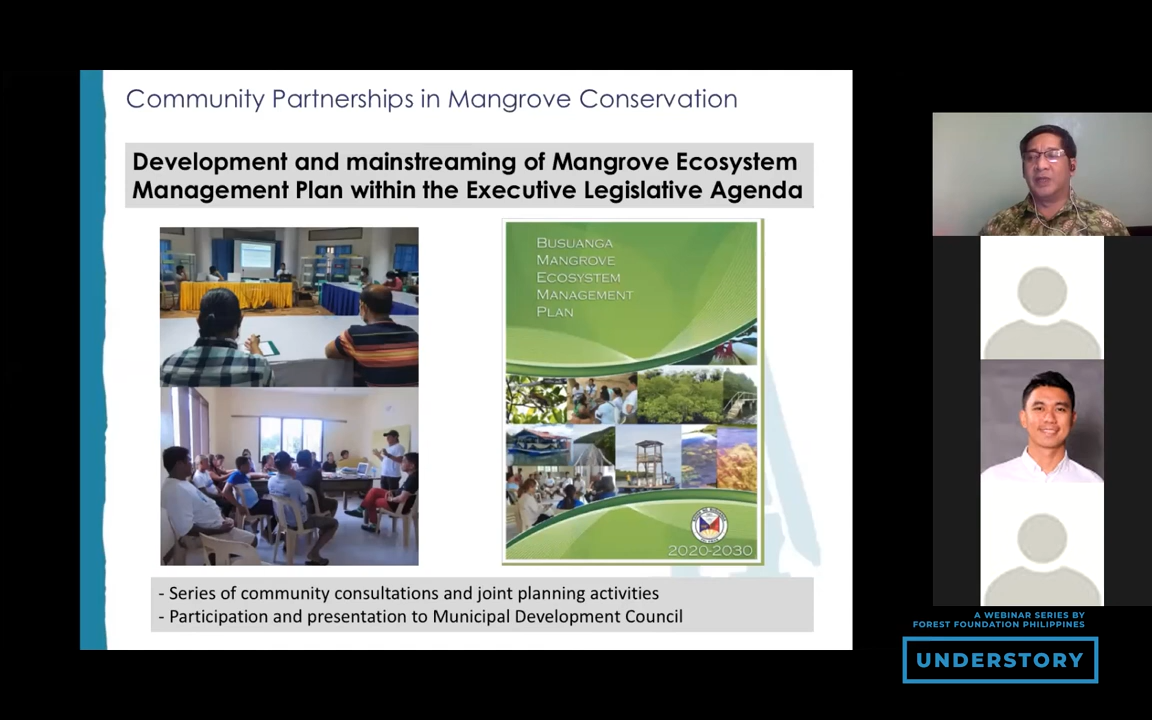 Community Partnerships in Mangrove Conservation
Development and mainstreaming of Mangrove Ecosystem
Management Plan within the Executive Legislative Agenda
BUSUANGA
MANGROVE
ECOSYSTEM
MANAGEMENT
PLAN
2020-2030
- Series of community consultations and joint planning activities
- Participation and presentation to Municipal Development Council
A WEBINAR SERIES BY
FOREST FOUNDATION PHILIPPINES
UNDERSTORY